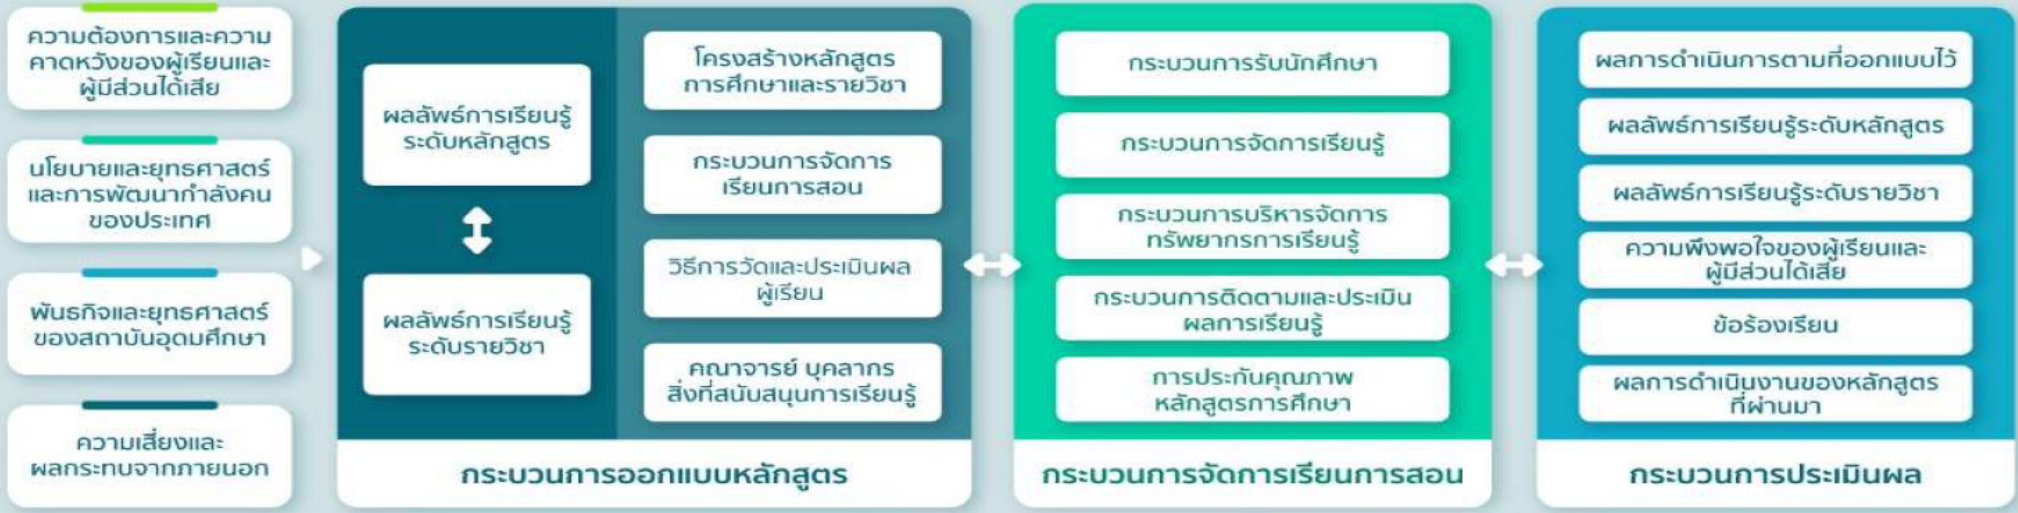 ความต้องการและความ
คาดหวังของผู้เรียนและ
ผู้มีส่วนได้เสีย
นโยบายและยุทธศาสตร์
และการพัฒนากำลังคน
ของประเทศ
พันธกิจและยุทธศาสตร์
ของสถาบันอุดมศึกษา
ความเสี่ยงและ
ผลกระทบจากภายนอก
ผลลัพธ์การเรียนรู้
ระดับหลักสูตร
ผลลัพธ์การเรียนรู้
ระดับรายวิชา
โครงสร้างหลักสูตร
การศึกษาและรายวิชา
กระบวนการจัดการ
เรียนการสอน
วิธีการวัดและประเมินผล
ผู้เรียน
คณาจารย์ บุคลากร
สิ่งที่สนับสนุนการเรียนรู้
กระบวนการออกแบบหลักสูตร
กระบวนการรับนักศึกษา
กระบวนการจัดการเรียนรู้
กระบวนการบริหารจัดการ
ทรัพยากรการเรียนรู้
กระบวนการติดตามและประเมิน
ผลการเรียนรู้
การประกันคุณภาพ
หลักสูตรการศึกษา
กระบวนการจัดการเรียนการสอน
ผลการดำเนินการตามที่ออกแบบไว้
ผลลัพธ์การเรียนรู้ระดับหลักสูตร
ผลลัพธ์การเรียนรู้ระดับรายวิชา
ความพึงพอใจของผู้เรียนและ
ผู้มีส่วนได้เสีย
ข้อร้องเรียน
ผลการดำเนินงานของหลักสูตร
ที่ผ่านมา
กระบวนการประเมินผล